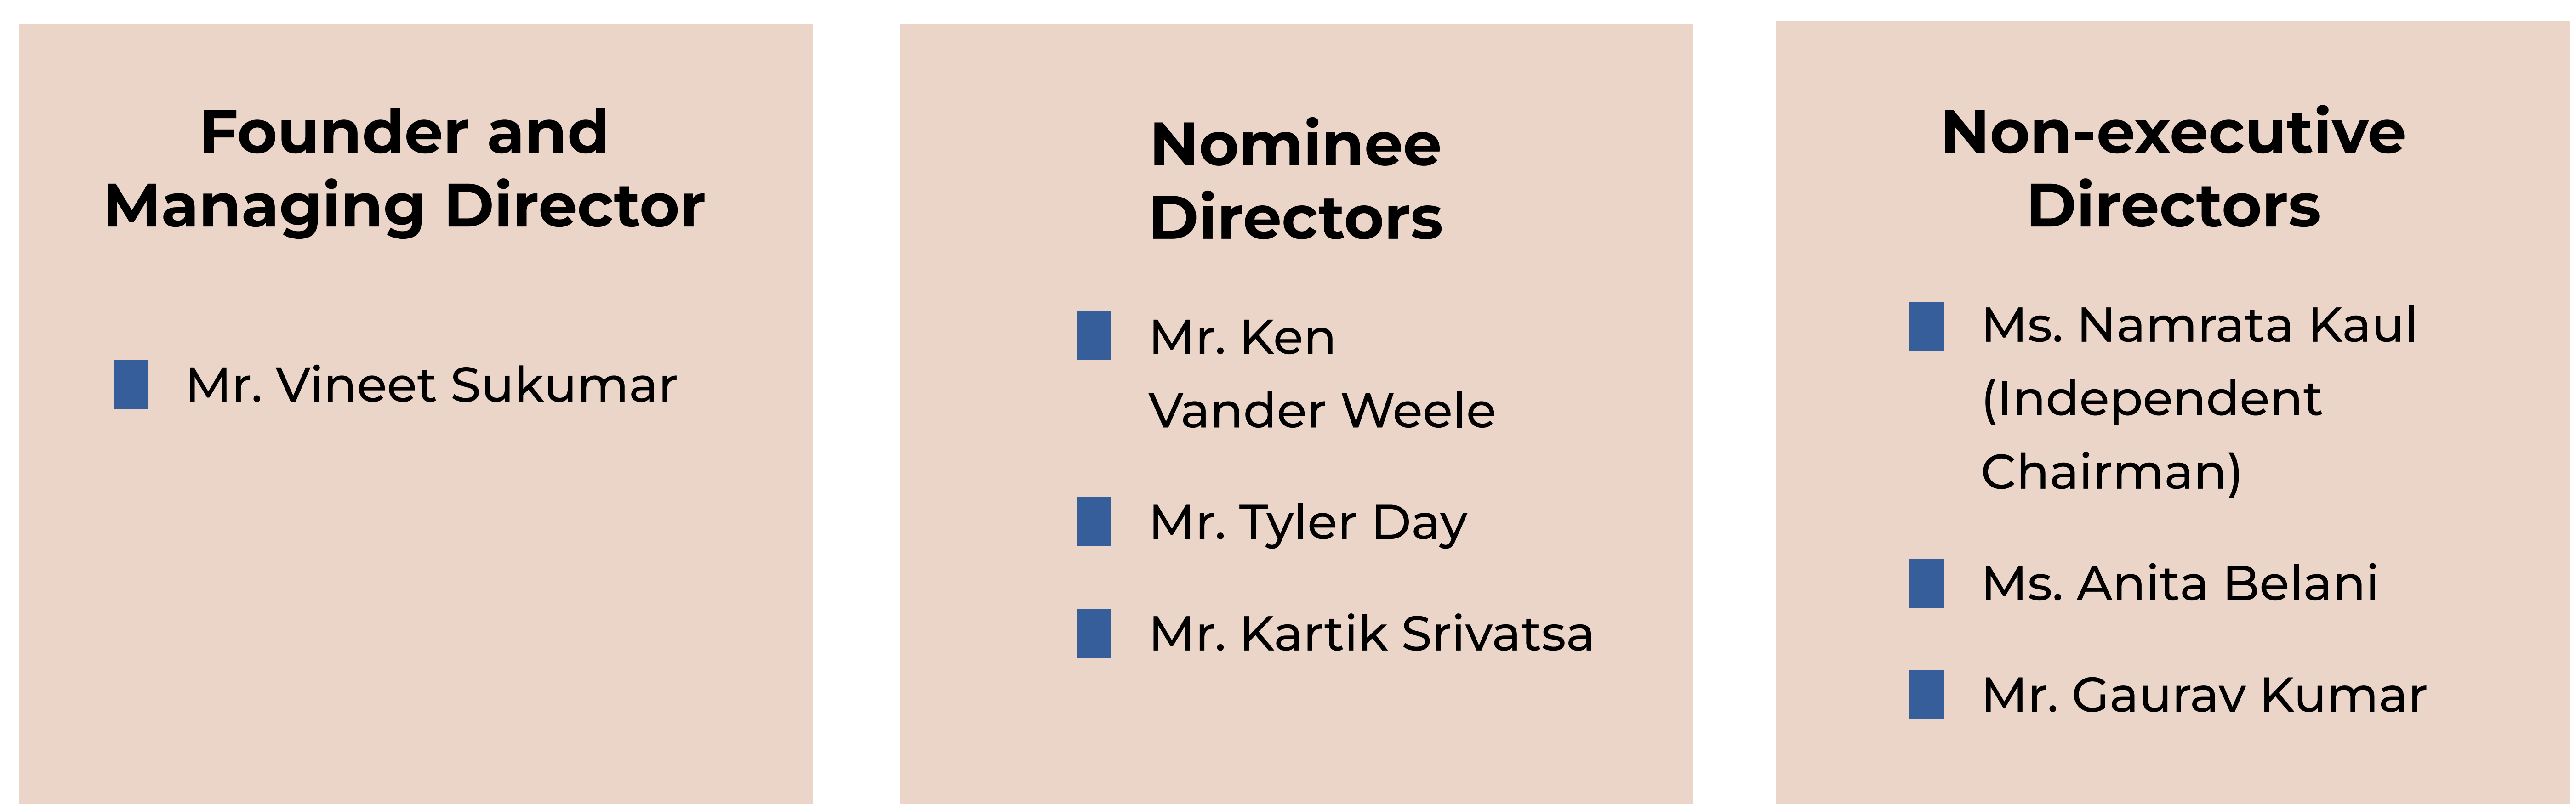 Founder and
Managing Director
Mr. Vineet Sukumar
Nominee
Directors
Mr. Ken
Vander Weele
Mr. Tyler Day
Mr. Kartik Srivatsa
Non-executive
Directors
Ms. Namrata Kaul
(Independent
Chairman)
Ms. Anita Belani
Mr. Gaurav Kumar